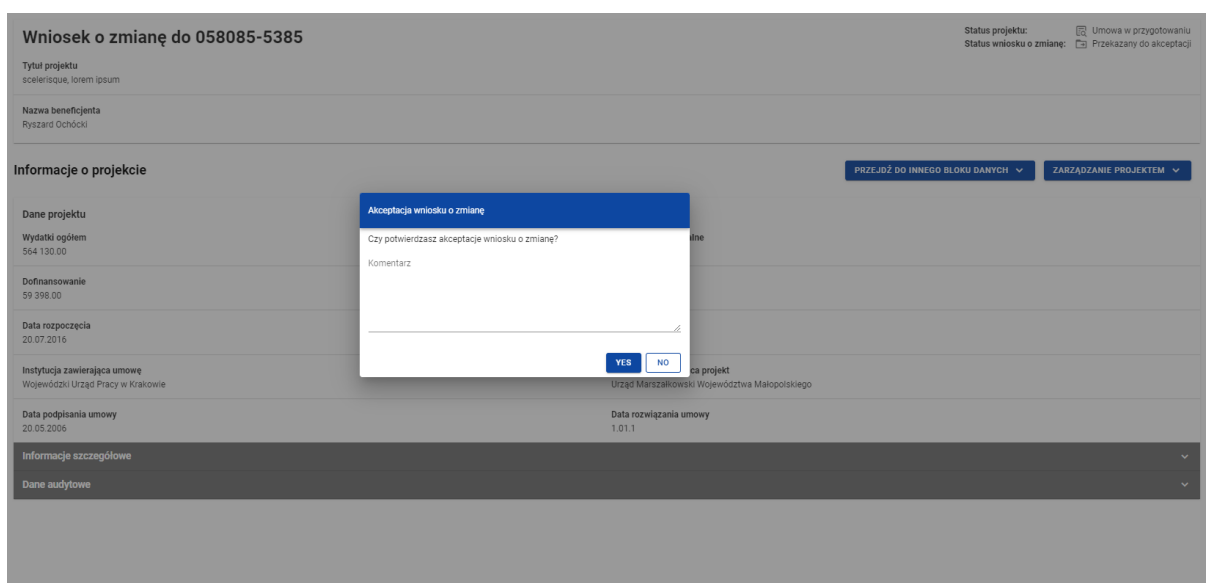 Wniosek o zmianę do 058085-5385
Status projektu: Umowa w przygotowaniu
Status wniosku o zmianę: Przekazany do akceptacji
Tytuł projektu
scelerisque, lorem ipsum
Nazwa beneficjenta
Ryszard Ochócki
Informacje o projekcie
PRZEJDŹ DO INNEGO BLOKU DANYCH
ZARZĄDZANIE PROJEKTEM
Dane projektu
Wydatki ogółem
564 130.00
Dofinansowanie
59 398.00
Data rozpoczęcia
20.07.2016
Akceptacja wniosku o zmianę
Czy potwierdzasz akceptacje wniosku o zmianę?
Komentarz
YES NO
Instytucja zawierająca umowę
Wojewódzki Urząd Pracy w Krakowie
projekt
Urząd Marszałkowski Województwa Małopolskiego
Data podpisania umowy
20.05.2006
Data rozwiązania umowy
1.01.1
Informacje szczegółowe
Dane audytowe